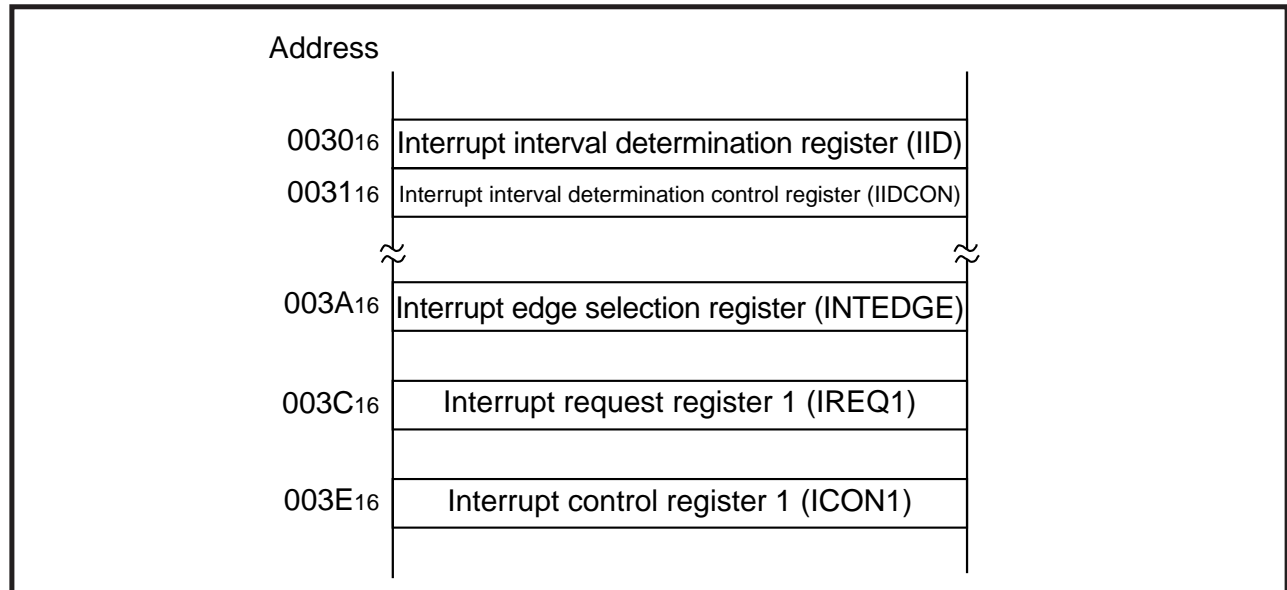 Address
003016 Interrupt interval determination register (IID)
003116 Interrupt interval determination control register (IIDCON)
003A16 Interrupt edge selection register (INTEDGE)
003C16 Interrupt request register 1 (IREQ1)
003E16 Interrupt control register 1 (ICON1)